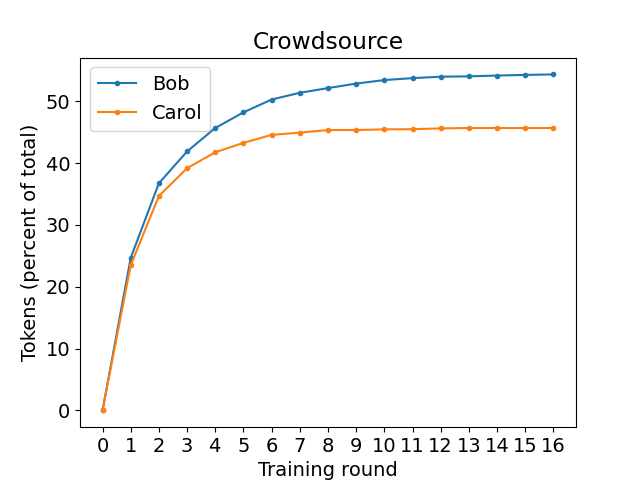 Crowdsource
Bob
Carol
Tokens (percent of total)
50
40
30
20
10
0
0 1 2 3 4 5 6 7 8 9 10 11 12 13 14 15 16
Training round